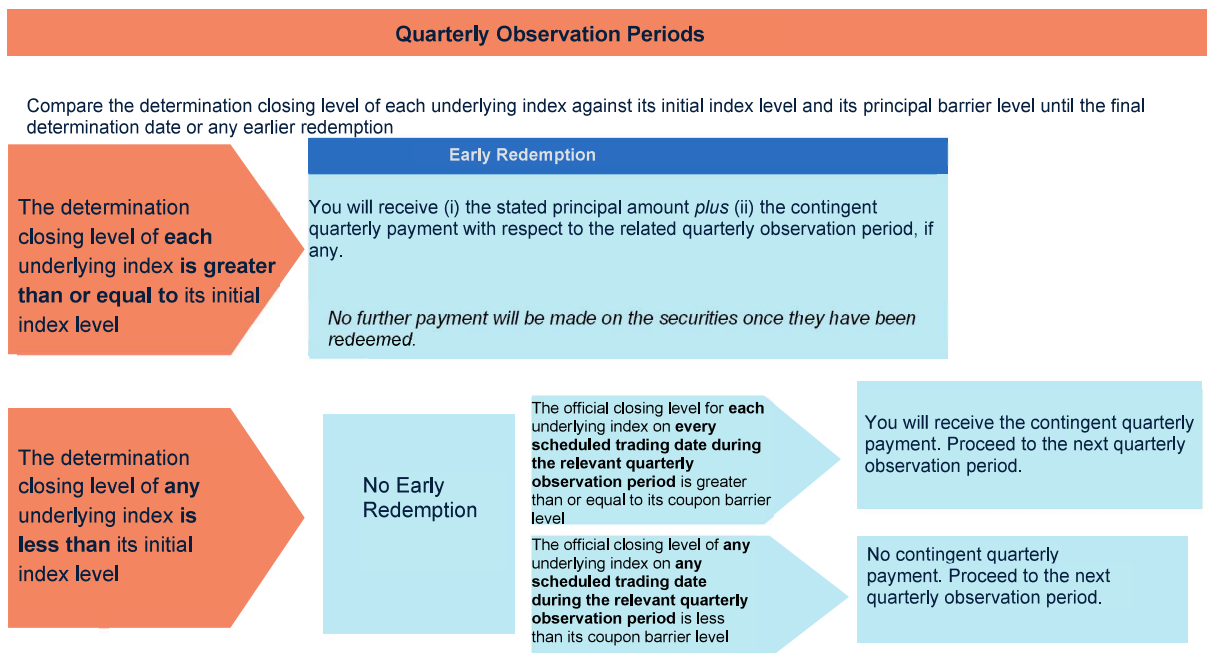 Quarterly Observation Periods
Compare the determination closing level of each underlying index against its initial index level and its principal barrier level until the final
determination date or any earlier redemption
The determination
closing level of each
underlying index is greater
than or equal to its initial
index level
Early Redemption
You will receive (i) the stated principal amount plus (ii) the contingent
quarterly payment with respect to the related quarterly observation period, if
any.
No further payment will be made on the securities once they have been
redeemed.
The determination
closing level of any
underlying index is
less than its initial
index level
No Early
Redemption
The official closing level for each
underlying index on every
scheduled trading date during
the relevant quarterly
observation period is greater
than or equal to its coupon barrier
level
You will receive the contingent quarterly
payment. Proceed to the next quarterly
observation period.
The official closing level of any
underlying index on any
scheduled trading date
during the relevant quarterly
observation period is less
than its coupon barrier level
No contingent quarterly
payment. Proceed to the next
quarterly observation period.